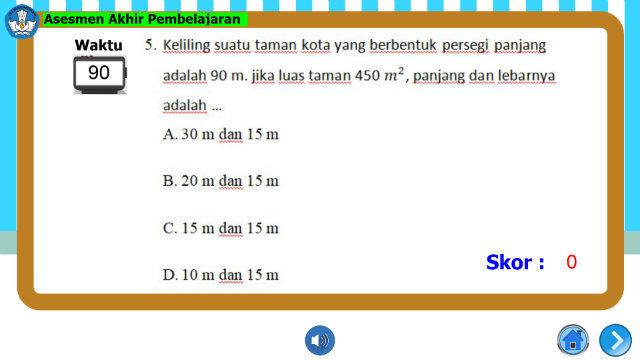 Asesmen Akhir Pembelajaran
Waktu
90
5. Keliling suatu taman kota yang berbentuk persegi panjang
adalah 90 m. jika luas taman 450 m², panjang dan lebarnya
adalah ...
A. 30 m dan 15 m
B. 20 m dan 15 m
C. 15 m dan 15 m
D. 10 m dan 15 m
Skor : 0